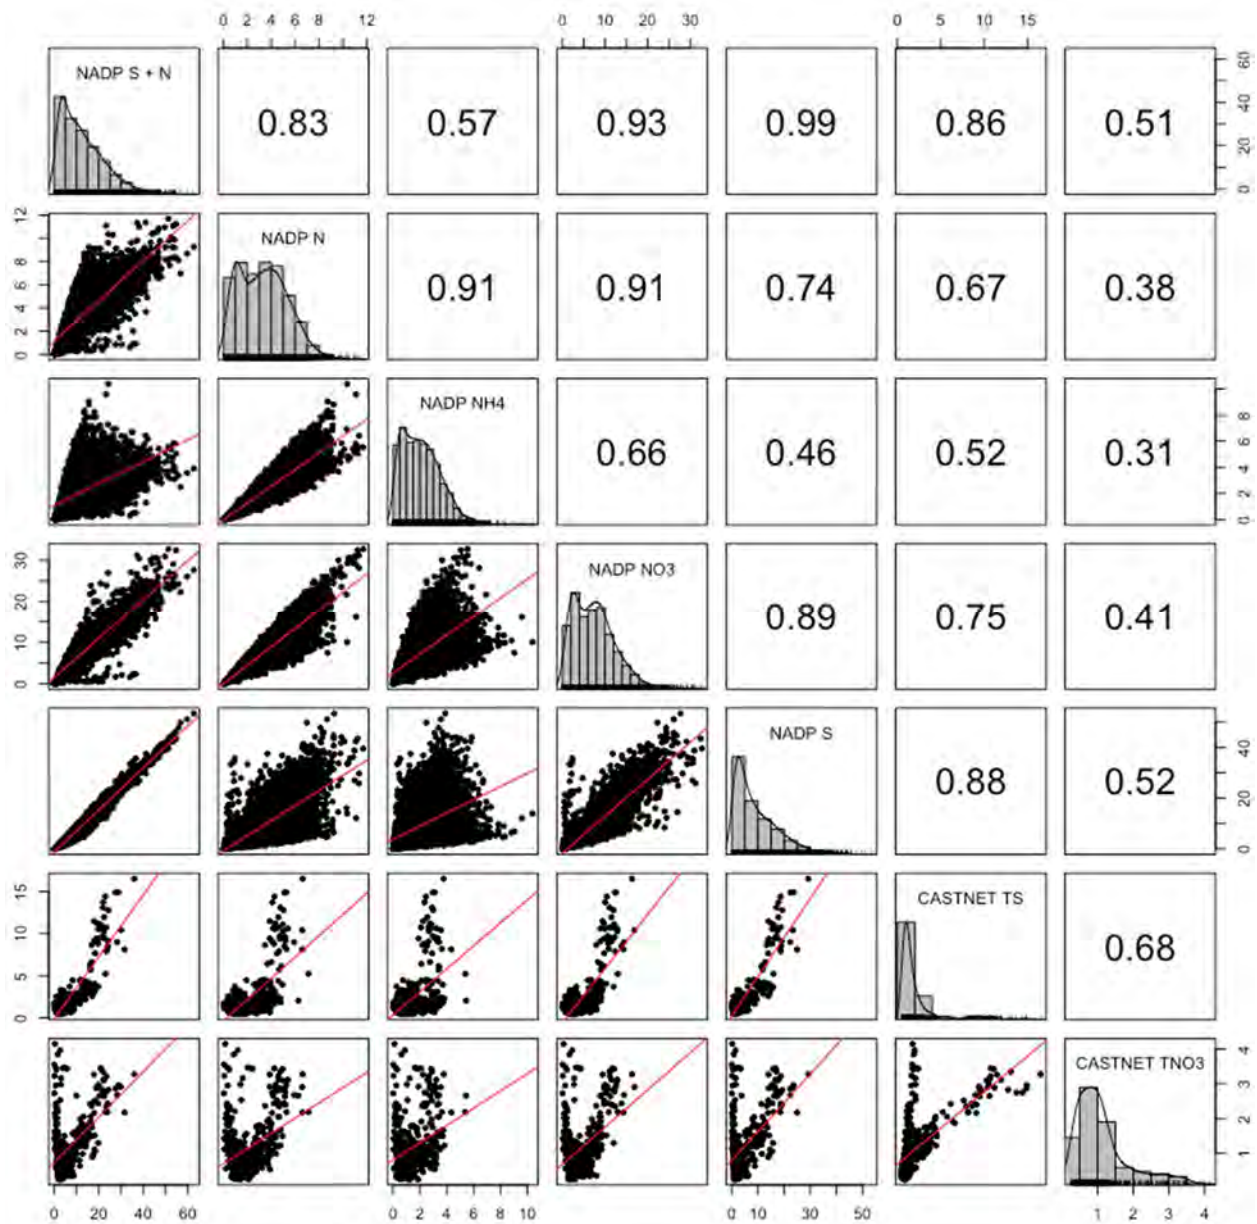 0 2 4 6 8 12
0 10 20 30
0 5 10 15
NADP S + N
0.83
0.57
0.93
0.99
0.86
0.51
0 20 40 60
0 2 4 6 8 12
NADP N
0.91
0.91
0.74
0.67
0.38
NADP NH4
0.66
0.46
0.52
0.31
0 2 4 6 8
0 10 20 30
NADP NO3
0.89
0.75
0.41
NADP S
0.88
0.52
0 20 40
0 5 10 15
CASTNET TS
0.68
CASTNET TNO3
1 2 3 4
0 20 40 60
0 2 4 6 8 10
0 10 30 50
1 2 3 4